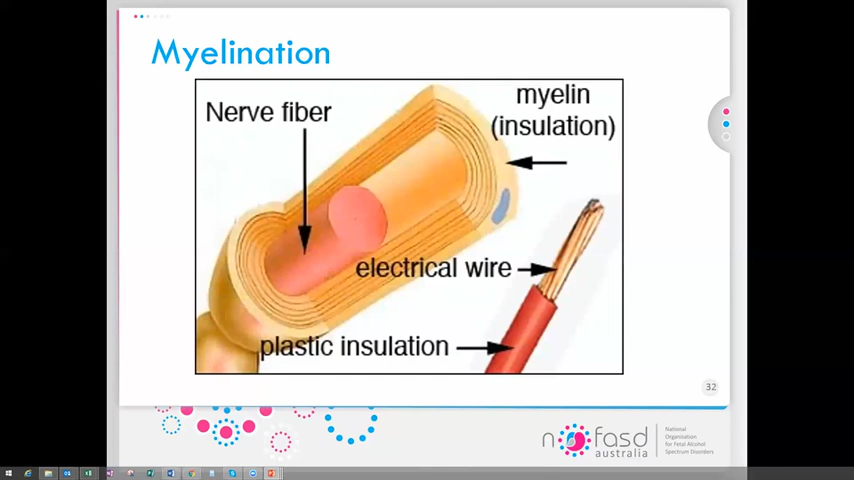 Myelination
Nerve fiber
myelin
(insulation)
electrical wire
plastic insulation
32
nofasd
australia
National
Organisation
for Fetal Alcohol
Spectrum Disorders